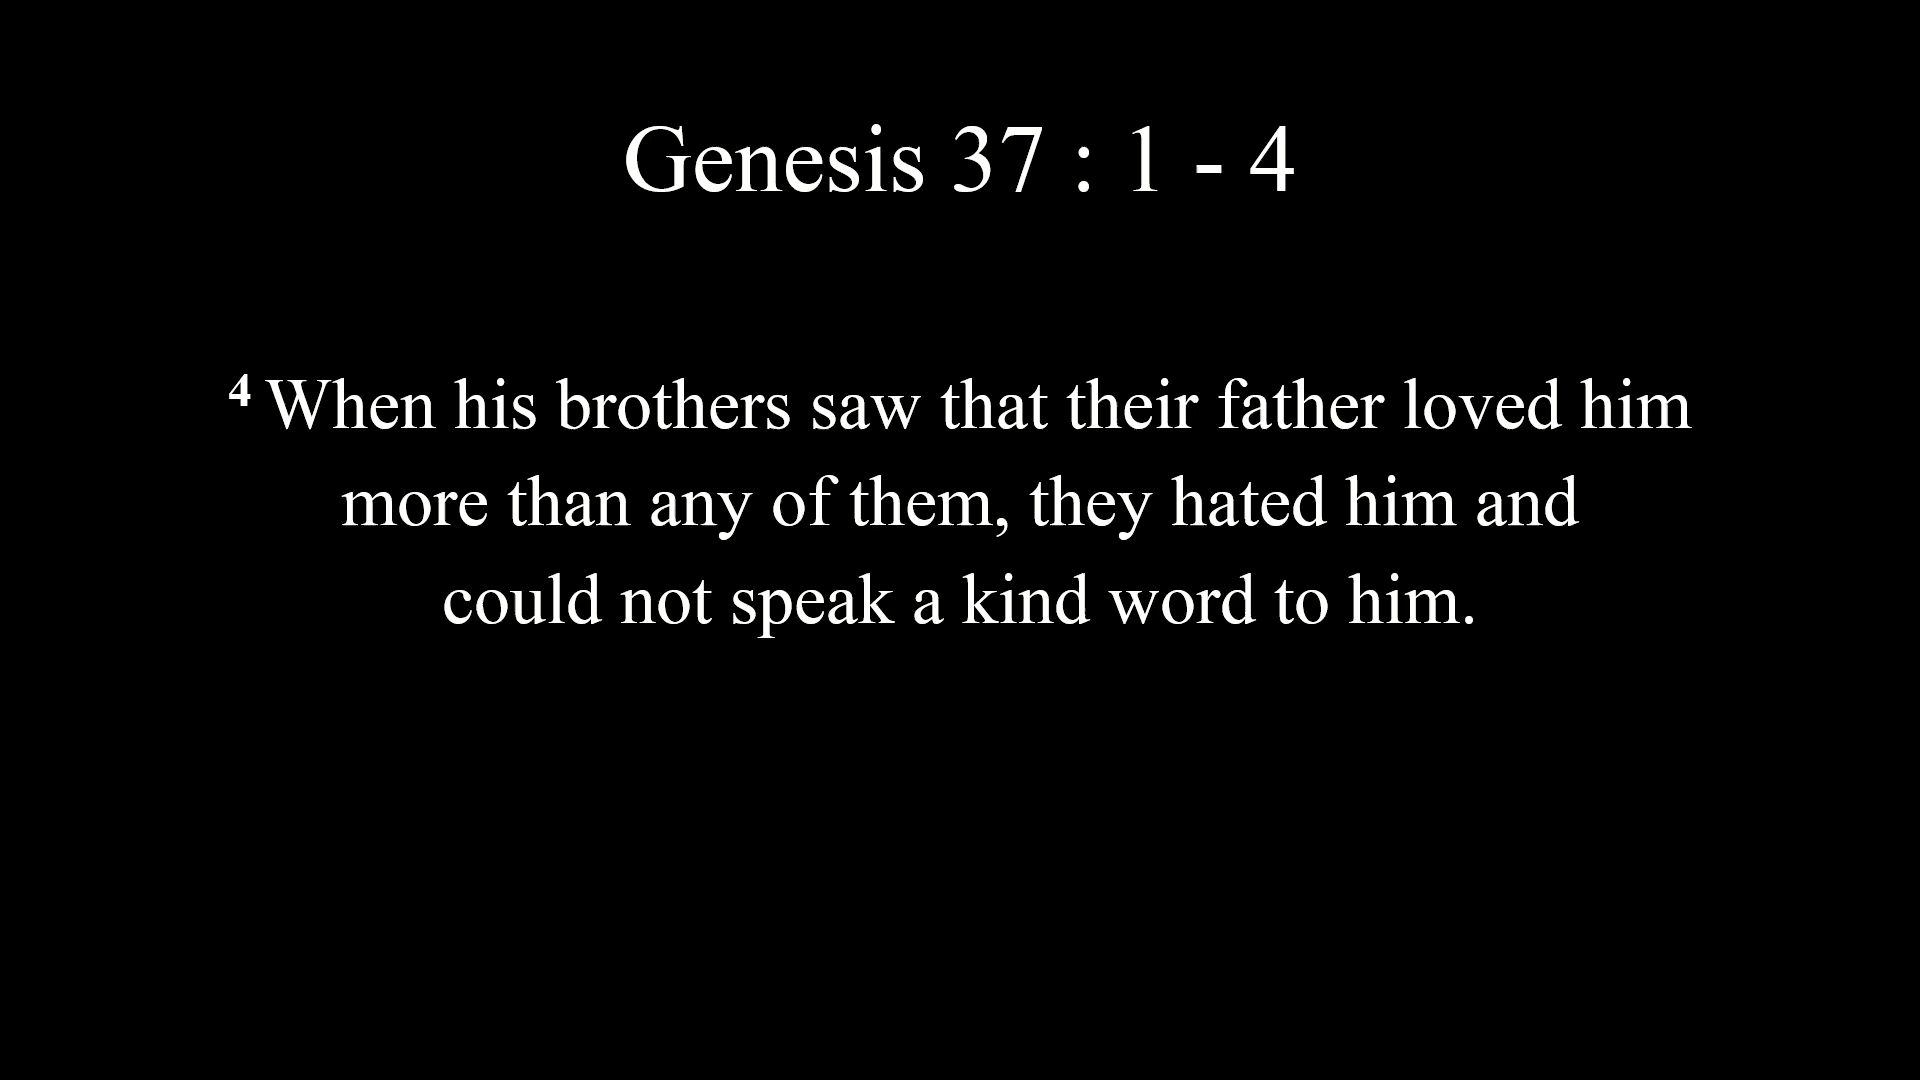 Genesis 37 : 1 - 4
4 When his brothers saw that their father loved him
more than any of them, they hated him and
could not speak a kind word to him.